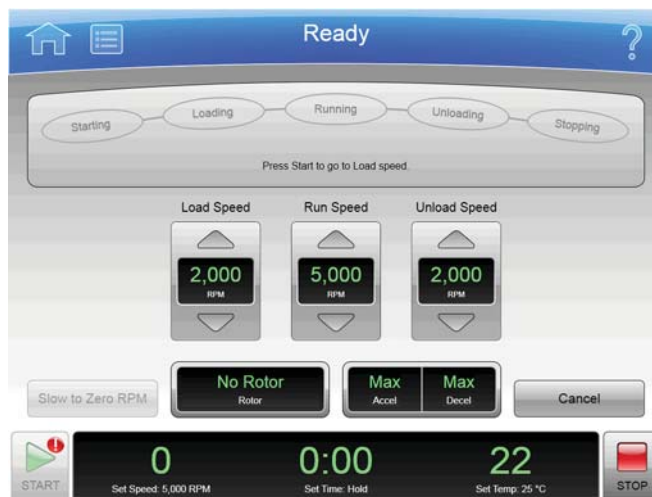 Ready
Starting
Loading
Running
Unloading
Stopping
Press Start to go to Load speed.
Load Speed
Run Speed
Unload Speed
2,000
RPM
5,000
RPM
2,000
RPM
Slow to Zero RPM
No Rotor
Rotor
Max
Accel
Max
Decel
Cancel
START
0
Set Speed: 5,000 RPM
0:00
Set Time: Hold
22
Set Temp: 25 °C
STOP